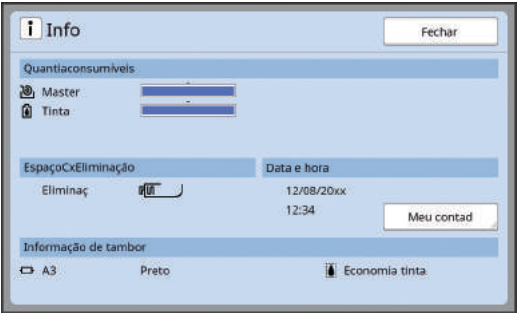 i Info
Fechar
Quantiaconsumíveis
Master
Tinta
EspaçoCxEliminação
Data e hora
Eliminaç
12/08/20xx
12:34
Meu contad
Informação de tambor
A3 Preto Economia tinta